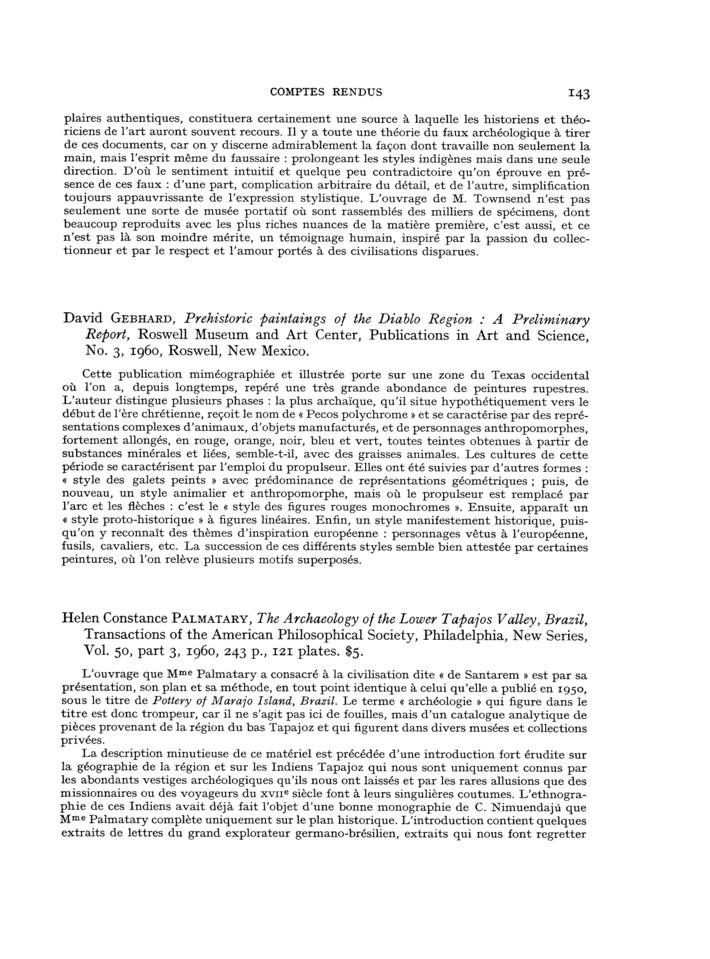 COMPTES RENDUS 143
plaires authentiques, constituera certainement une source à laquelle les historiens et théo-
riciens de l'art auront souvent recours. Il y a toute une théorie du faux archéologique à tirer
de ces documents, car on y discerne admirablement la façon dont travaille non seulement la
main, mais l'esprit même du faussaire : prolongeant les styles indigènes mais dans une seule
direction. D'où le sentiment intuitif et quelque peu contradictoire qu'on éprouve en pré-
sence de ces faux : d'une part, complication arbitraire du détail, et de l'autre, simplification
toujours appauvrissante de l'expression stylistique. L'ouvrage de M. Townsend n'est pas
seulement une sorte de musée portatif où sont rassemblés des milliers de spécimens, dont
beaucoup reproduits avec les plus riches nuances de la matière première, c'est aussi, et ce
n'est pas là son moindre mérite, un témoignage humain, inspiré par la passion du collec-
tionneur et par le respect et l'amour portés à des civilisations disparues.
David GEBHARD, Prehistoric paintaings of the Diablo Region : A Preliminary
Report, Roswell Museum and Art Center, Publications in Art and Science,
No. 3, 1960, Roswell, New Mexico.
Cette publication miméographiée et illustrée porte sur une zone du Texas occidental
où l'on a, depuis longtemps, repéré une très grande abondance de peintures rupestres.
L'auteur distingue plusieurs phases : la plus archaïque, qu'il situe hypothétiquement vers le
début de l'ère chrétienne, reçoit le nom de « Pecos polychrome » et se caractérise par des repré-
sentations complexes d'animaux, d'objets manufacturés, et de personnages anthropomorphes,
fortement allongés, en rouge, orange, noir, bleu et vert, toutes teintes obtenues à partir de
substances minérales et liées, semble-t-il, avec des graisses animales. Les cultures de cette
période se caractérisent par l'emploi du propulseur. Elles ont été suivies par d'autres formes :
« style des galets peints » avec prédominance de représentations géométriques ; puis, de
nouveau, un style animalier et anthropomorphe, mais où le propulseur est remplacé par
l'arc et les flèches : c'est le « style des figures rouges monochromes ». Ensuite, apparaît un
« style proto-historique » à figures linéaires. Enfin, un style manifestement historique, puis-
qu'on y reconnaît des thèmes d'inspiration européenne : personnages vêtus à l'européenne,
fusils, cavaliers, etc. La succession de ces différents styles semble bien attestée par certaines
peintures, où l'on relève plusieurs motifs superposés.
Helen Constance PALMATARY, The Archaeology of the Lower Tapajos Valley, Brazil,
Transactions of the American Philosophical Society, Philadelphia, New Series,
Vol. 50, part 3, 1960, 243 p., 121 plates. $5.
L'ouvrage que Mme Palmatary a consacré à la civilisation dite « de Santarem » est par sa
présentation, son plan et sa méthode, en tout point identique à celui qu'elle a publié en 1950,
sous le titre de Pottery of Marajo Island, Brazil. Le terme « archéologie » qui figure dans le
titre est donc trompeur, car il ne s'agit pas ici de fouilles, mais d'un catalogue analytique de
pièces provenant de la région du bas Tapajoz et qui figurent dans divers musées et collections
privées.
La description minutieuse de ce matériel est précédée d'une introduction fort érudite sur
la géographie de la région et sur les Indiens Tapajoz qui nous sont uniquement connus par
les abondants vestiges archéologiques qu'ils nous ont laissés et par les rares allusions que des
missionnaires ou des voyageurs du XVIIe siècle font à leurs singulières coutumes. L'ethnogra-
phie de ces Indiens avait déjà fait l'objet d'une bonne monographie de C. Nimuendajú que
Mme Palmatary complète uniquement sur le plan historique. L'introduction contient quelques
extraits de lettres du grand explorateur germano-brésilien, extraits qui nous font regretter